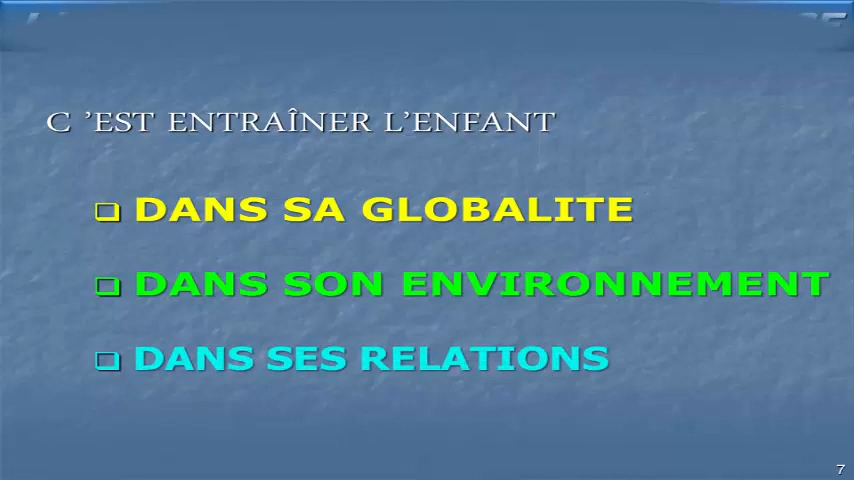 C ’EST ENTRAÎNER L’ENFANT
DANS SA GLOBALITE
DANS SON ENVIRONNEMENT
DANS SES RELATIONS
7